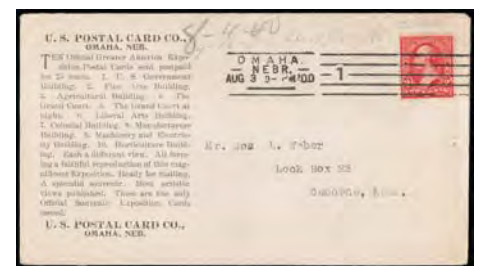 U. S. POSTAL CARD CO.,
OMAHA, NEB.
TEN Official Greater America Expo-
sition Postal Cards sent postpaid
for 25 cents. 1. U. S. Government
Building. 2. Fine Arts Building.
3. Agricultural Building. 4. The
Grand Court. 5. The Grand Court at
night. 6. Liberal Arts Building.
7. Colonial Building. 8. Manufacturers
Building. 9. Machinery and Electric-
ity Building. 10. Horticulture Build-
ing. Each a different view. All form-
ing a faithful reproduction of this mag-
nificent Exposition. Ready for mailing.
A splendid souvenir. Most artistic
views published. These are the only
Official Souvenir Exposition Cards
issued.
U. S. POSTAL CARD CO.,
OMAHA, NEB.
OMAHA.
NEBR.
AUG 3
'00
1
Mr. Jos
Lock Box